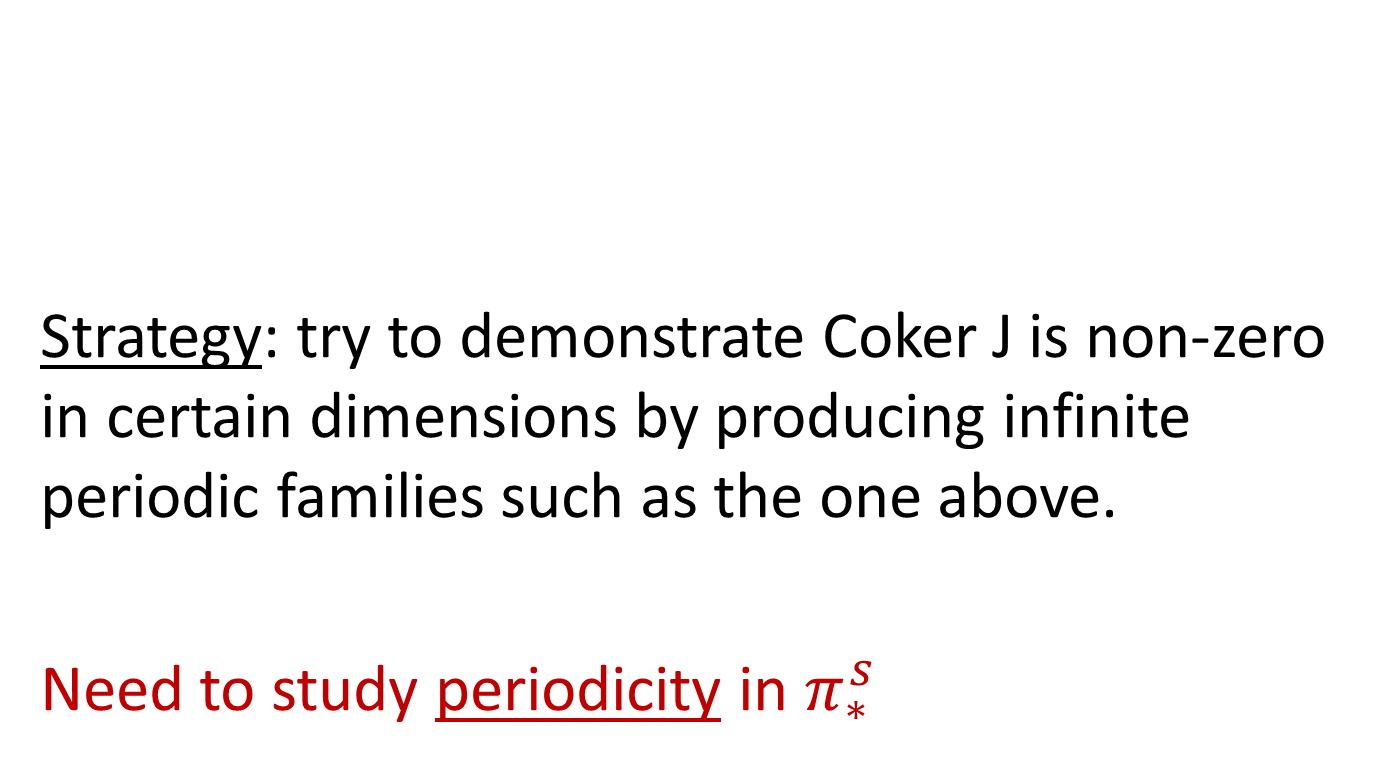 Strategy: try to demonstrate Coker J is non-zero
in certain dimensions by producing infinite
periodic families such as the one above.
Need to study periodicity in $\pi_*^s$